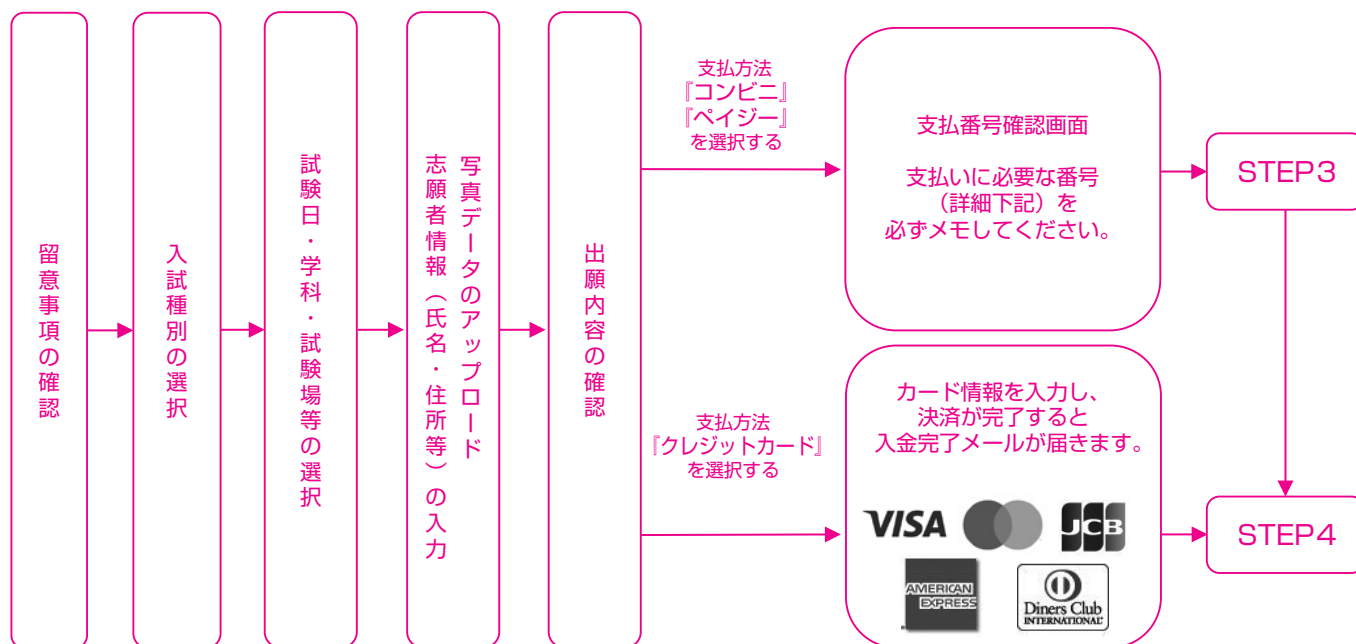 留意事項の確認
入試種別の選択
試験日・学科・試験場等の選択
写真データのアップロード
志願者情報（氏名・住所等）の入力
出願内容の確認
支払方法
『コンビニ』
『ペイジー』
を選択する
支払番号確認画面
支払いに必要な番号
（詳細下記）を
必ずメモしてください。
STEP3
支払方法
『クレジットカード』
を選択する
カード情報を入力し、
決済が完了すると
入金完了メールが届きます。
VISA
JCB
AMERICAN
EXPRESS
Diners Club
INTERNATIONAL
STEP4